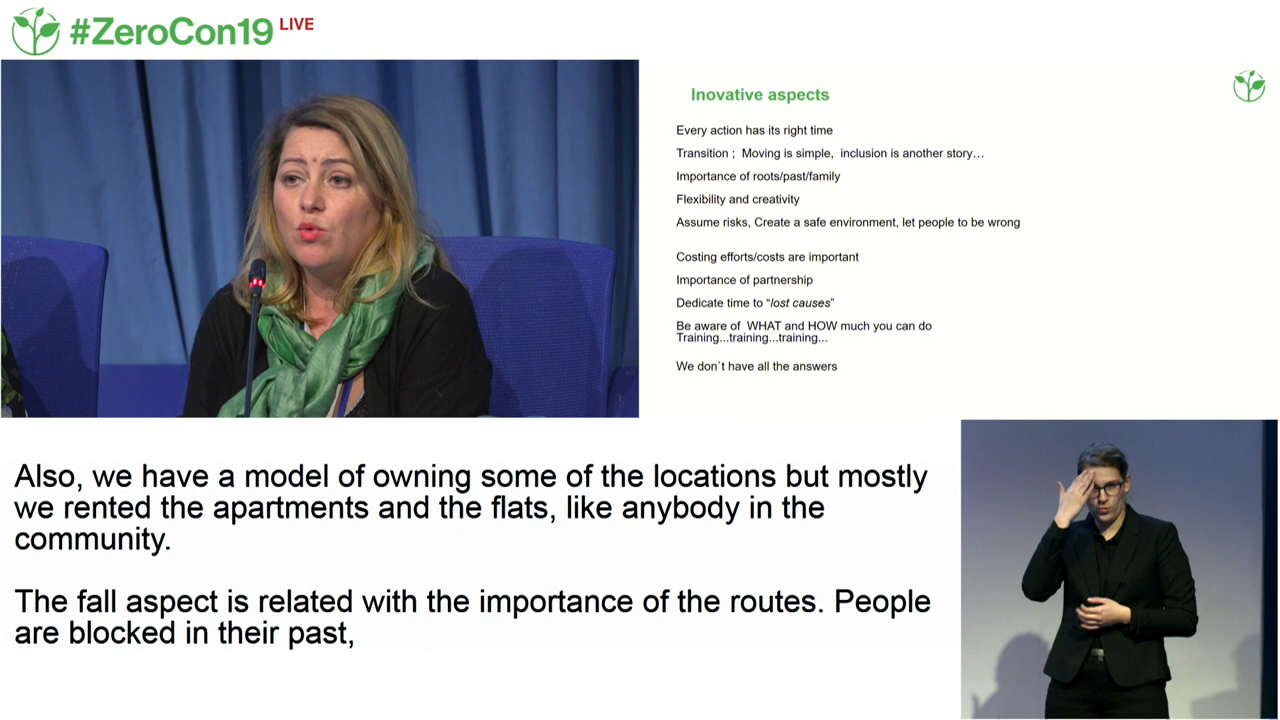 #ZeroCon19 LIVE
Inovative aspects
Every action has its right time
Transition ; Moving is simple, inclusion is another story…
Importance of roots/past/family
Flexibility and creativity
Assume risks, Create a safe environment, let people to be wrong
Costing efforts/costs are important
Importance of partnership
Dedicate time to “lost causes”
Be aware of WHAT and HOW much you can do
Training...training...training...
We don`t have all the answers
Also, we have a model of owning some of the locations but mostly
we rented the apartments and the flats, like anybody in the
community.
The fall aspect is related with the importance of the routes. People
are blocked in their past,